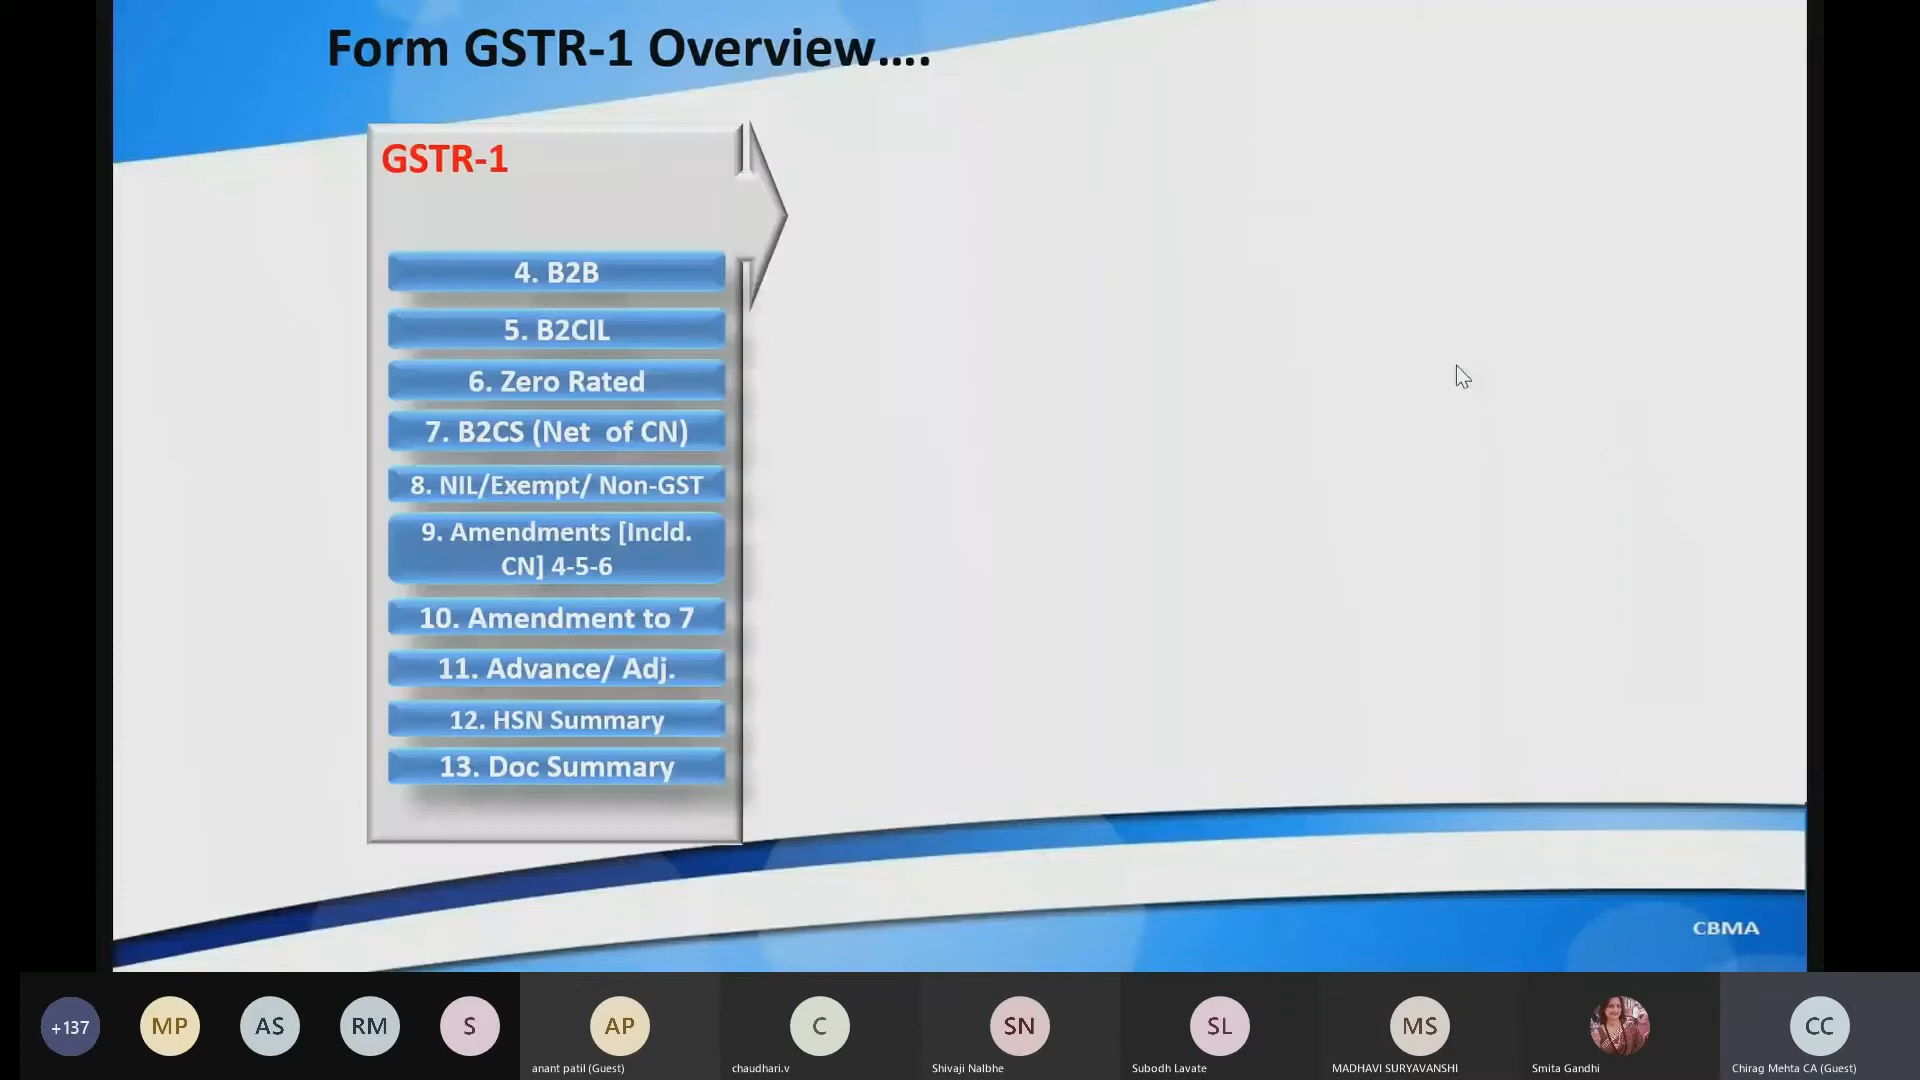 Form GSTR-1 Overview....
GSTR-1
4. B2B
5. B2CIL
6. Zero Rated
7. B2CS (Net of CN)
8. NIL/Exempt/ Non-GST
9. Amendments [Incld.
CN] 4-5-6
10. Amendment to 7
11. Advance/ Adj.
12. HSN Summary
13. Doc Summary
CBMA
+137
MP
AS
RM
S
AP
C
SN
SL
MS
CC
anant patil (Guest)
chaudhari.v
Shivaji Nalbhe
Subodh Lavate
MADHAVI SURYAVANSHI
Smita Gandhi
Chirag Mehta CA (Guest)